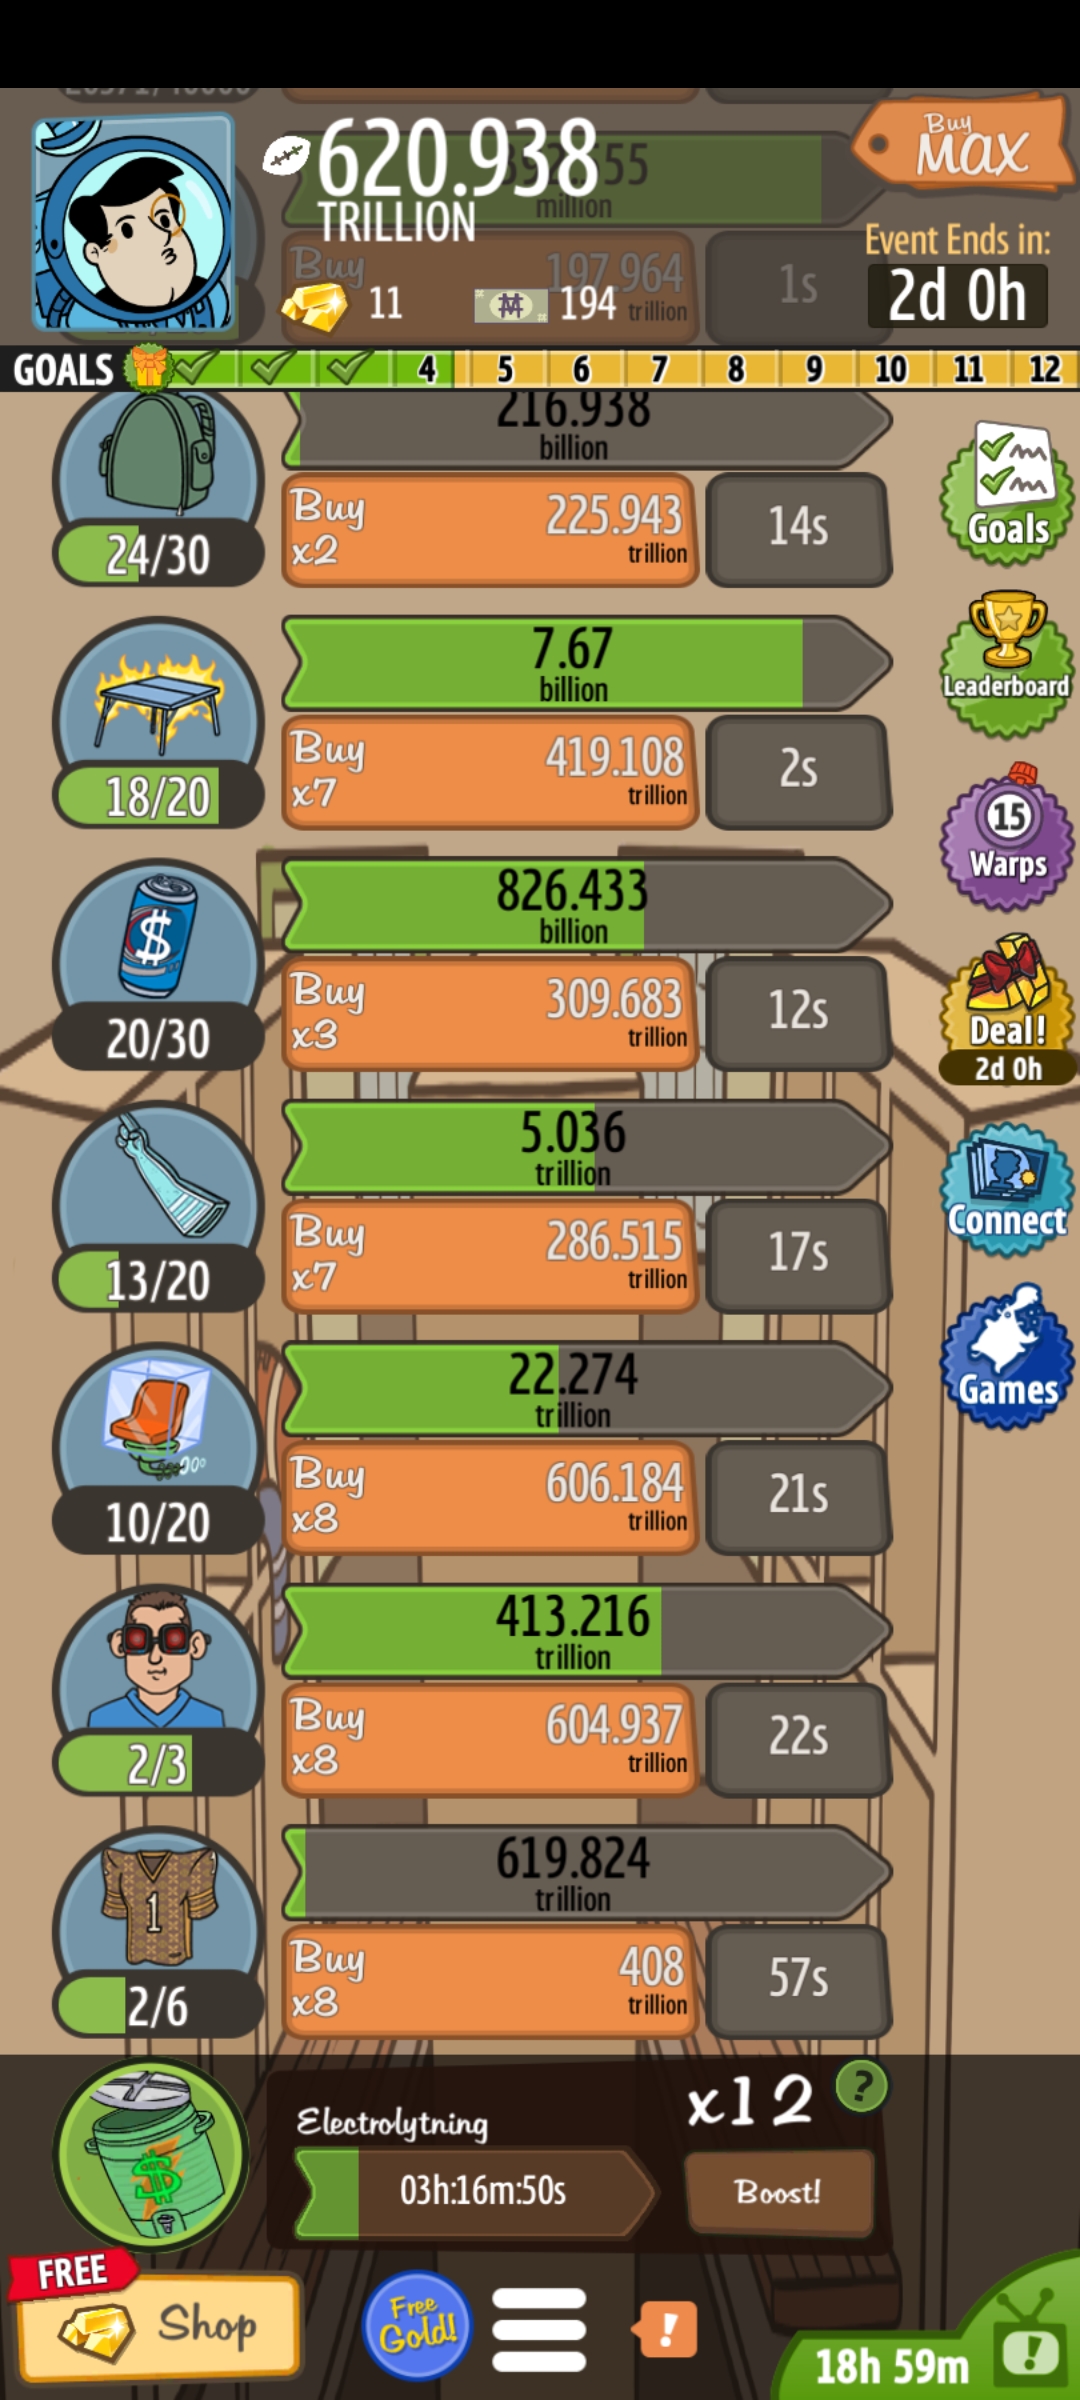 620.938
TRILLION
Buy
MAX
million
Event Ends in:
2d 0h
Buy
197.964
trillion
1s
11
194
GOALS 4 5 6 7 8 9 10 11 12
216.938
billion
Buy
x2
225.943
trillion
14s
24/30
Goals
7.67
billion
Buy
x7
419.108
trillion
2s
18/20
Leaderboard
826.433
billion
Buy
x3
309.683
trillion
12s
20/30
15
Warps
Deal!
2d 0h
5.036
trillion
Buy
x7
286.515
trillion
17s
13/20
Connect
22.274
trillion
Buy
x8
606.184
trillion
21s
10/20
Games
413.216
trillion
Buy
x8
604.937
trillion
22s
2/3
1
619.824
trillion
Buy
x8
408
trillion
57s
2/6
Electrolytning
x12
?
03h:16m:50s
Boost!
FREE
Shop
Free
Gold!
!
18h 59m
!